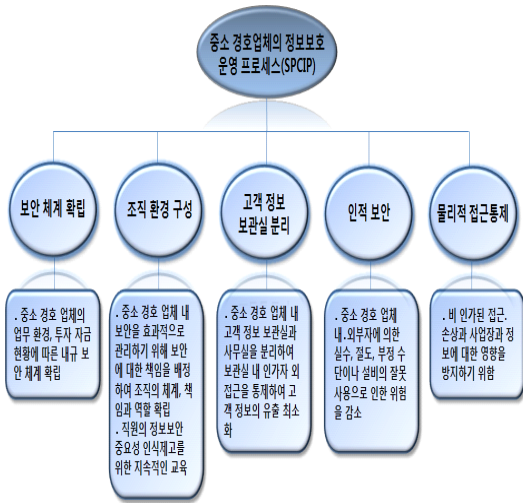 중소 경호업체의 정보보호
운영 프로세스(SPCIP)
보안 체계 확립
조직 환경 구성
고객 정보
보관실 분리
인적 보안
물리적 접근통제
. 중소 경호 업체의
업무 환경, 투자 자금
현황에 따른 내규 보
안 체계 확립
. 중소 경호 업체 내
보안을 효과적으로
관리하기 위해 보안
에 대한 책임을 배정
하여 조직의 체계, 책
임과 역할 확립
. 직원의 정보보안
중요성 인식제고를
위한 지속적인 교육
. 중소 경호 업체 내
고객 정보 보관실과
사무실을 분리하여
보관실 내 인가자 외
접근을 통제하여 고
객 정보의 유출 최소
화
. 중소 경호 업체
내.외부자에 의한
실수, 절도, 부정 수
단이나 설비의 잘못
사용으로 인한 위험
을 감소
. 비 인가된 접근.
손상과 사업장과 정
보에 대한 영향을
방지하기 위함